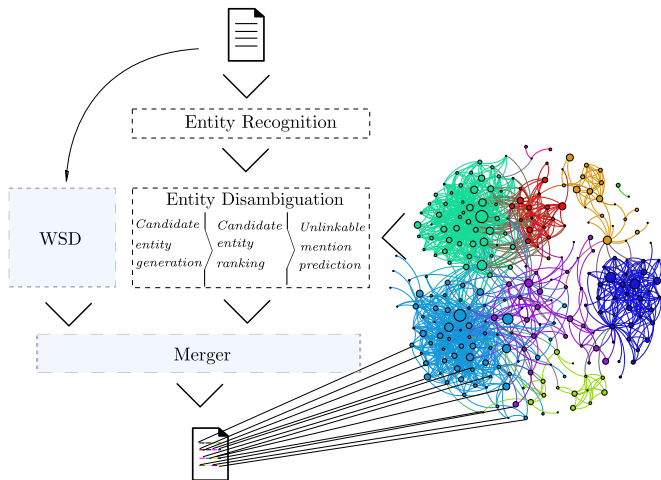 Entity Recognition
Entity Disambiguation
Candidate entity generation
Candidate entity ranking
Unlinkable mention prediction
WSD
Merger